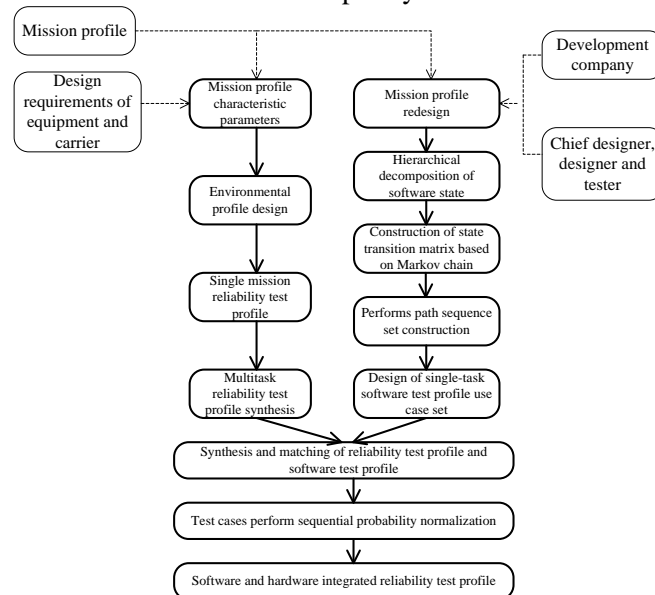 Mission profile
Design
requirements of
equipment and
carrier
Mission profile
characteristic
parameters
Mission profile
redesign
Development
company
Chief designer,
designer and
tester
Environmental
profile design
Hierarchical
decomposition of
software state
Construction of state
transition matrix based
on Markov chain
Single mission
reliability test
profile
Performs path sequence
set construction
Multitask
reliability test
profile synthesis
Design of single-task
software test profile use
case set
Synthesis and matching of reliability test profile and
software test profile
Test cases perform sequential probability normalization
Software and hardware integrated reliability test profile